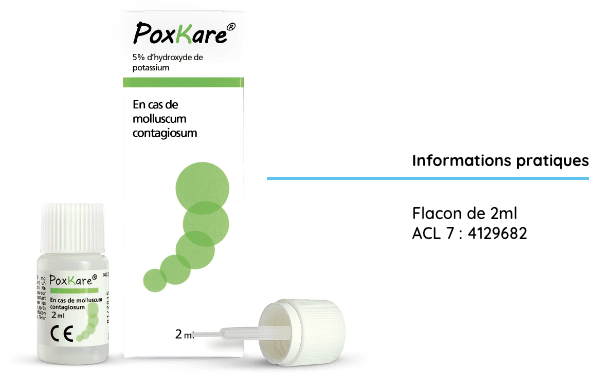 PoxKare®
5% d'hydroxyde de
potassium
En cas de
molluscum
contagiosum
2 ml
PoxKare®
En cas de molluscum
contagiosum
2 ml
CE
Informations pratiques
Flacon de 2ml
ACL 7 : 4129682